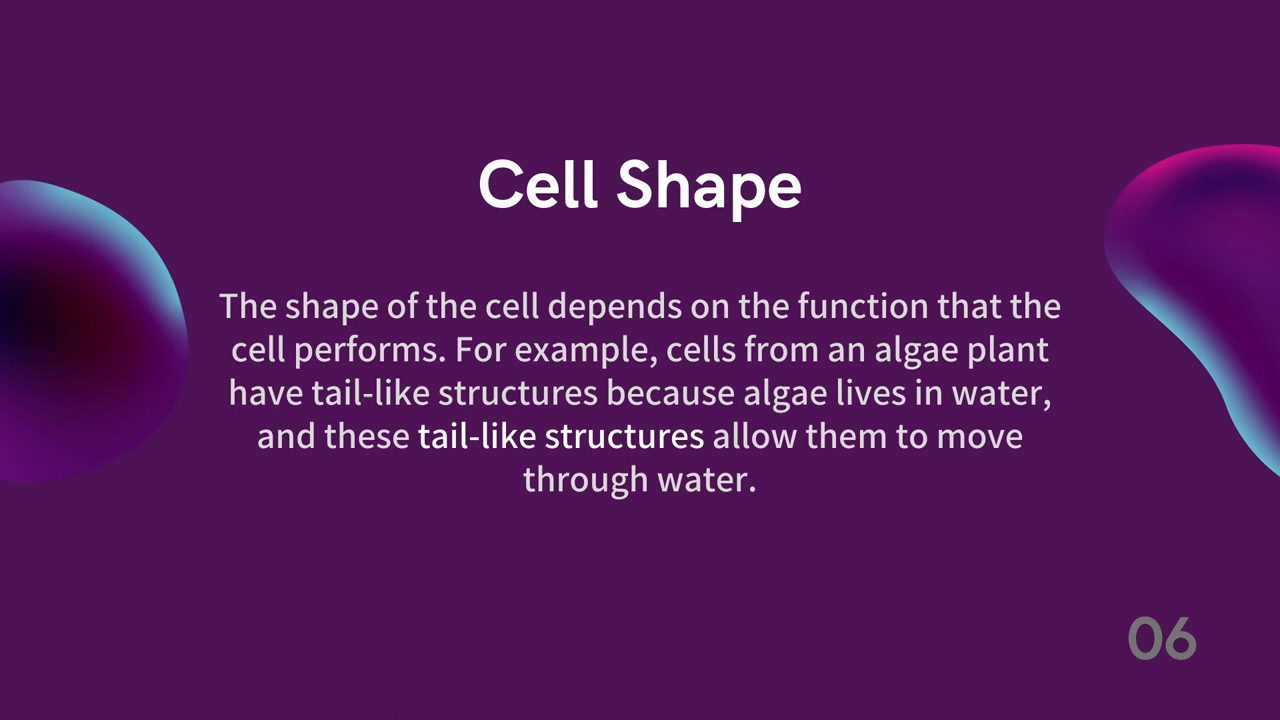 Cell Shape
The shape of the cell depends on the function that the
cell performs. For example, cells from an algae plant
have tail-like structures because algae lives in water,
and these tail-like structures allow them to move
through water.
06